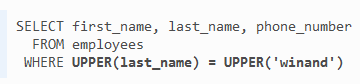 SELECT first_name, last_name, phone_number
FROM employees
WHERE UPPER(last_name) = UPPER('winand')